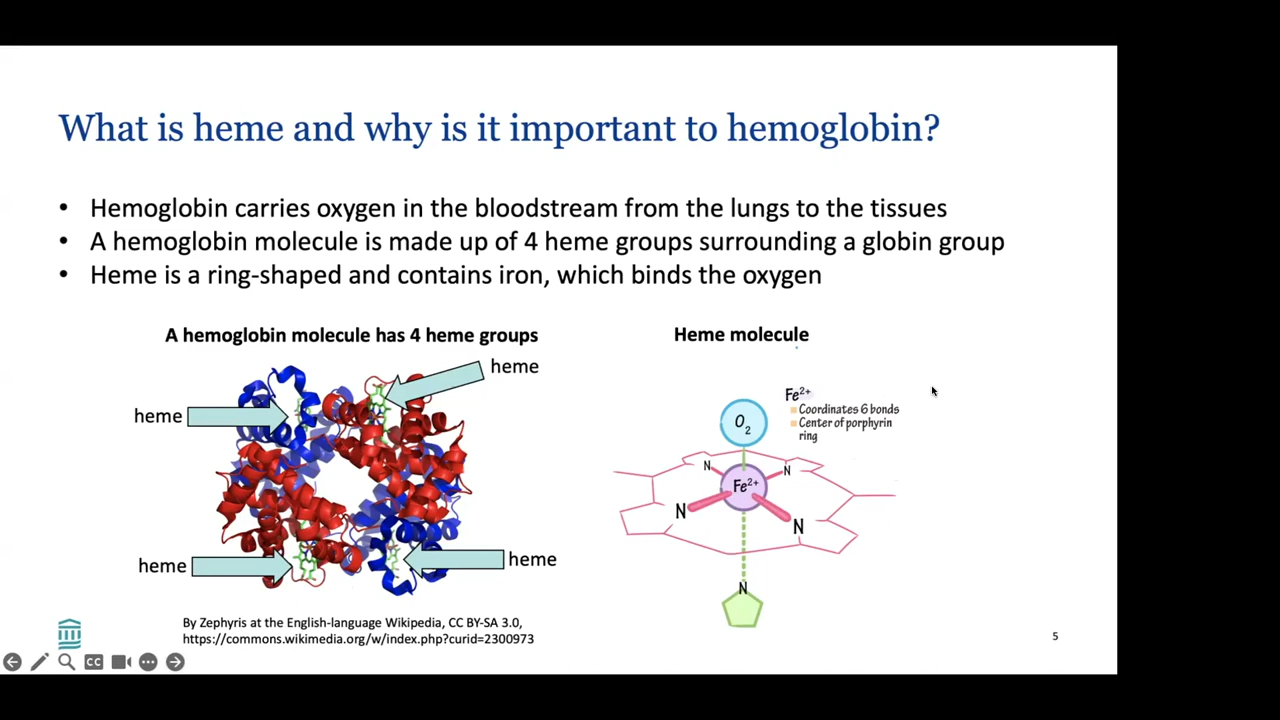 What is heme and why is it important to hemoglobin?
• Hemoglobin carries oxygen in the bloodstream from the lungs to the tissues
• A hemoglobin molecule is made up of 4 heme groups surrounding a globin group
• Heme is a ring-shaped and contains iron, which binds the oxygen
A hemoglobin molecule has 4 heme groups
heme
heme
heme
heme
By Zephyris at the English-language Wikipedia, CC BY-SA 3.0,
https://commons.wikimedia.org/w/index.php?curid=2300973
Heme molecule
Fe²⁺
Coordinates 6 bonds
Center of porphyrin
ring
O₂
N
N
Fe²⁺
N
N
N
5
CC